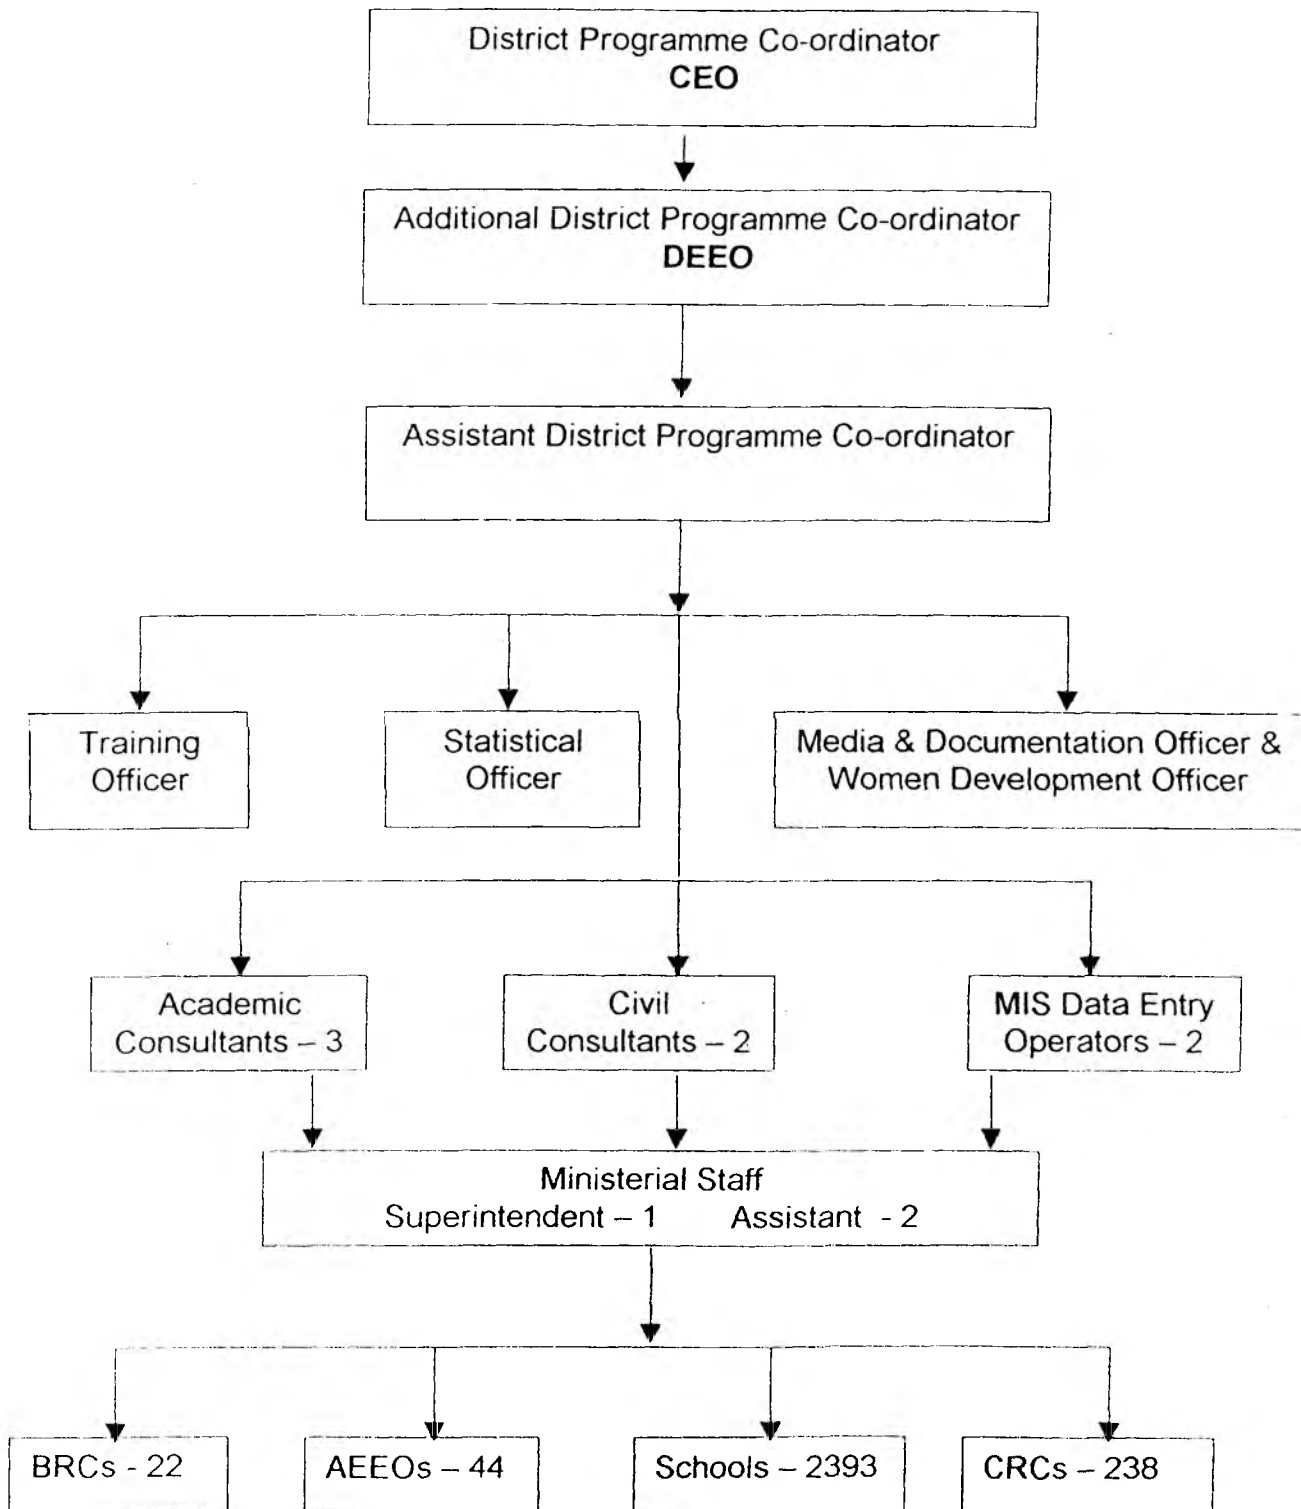 District Programme Co-ordinator
CEO
Additional District Programme Co-ordinator
DEEO
Assistant District Programme Co-ordinator
Training
Officer
Statistical
Officer
Media & Documentation Officer &
Women Development Officer
Academic
Consultants – 3
Civil
Consultants – 2
MIS Data Entry
Operators – 2
Ministerial Staff
Superintendent – 1 Assistant - 2
BRCs - 22
AEEOs – 44
Schools – 2393
CRCs – 238